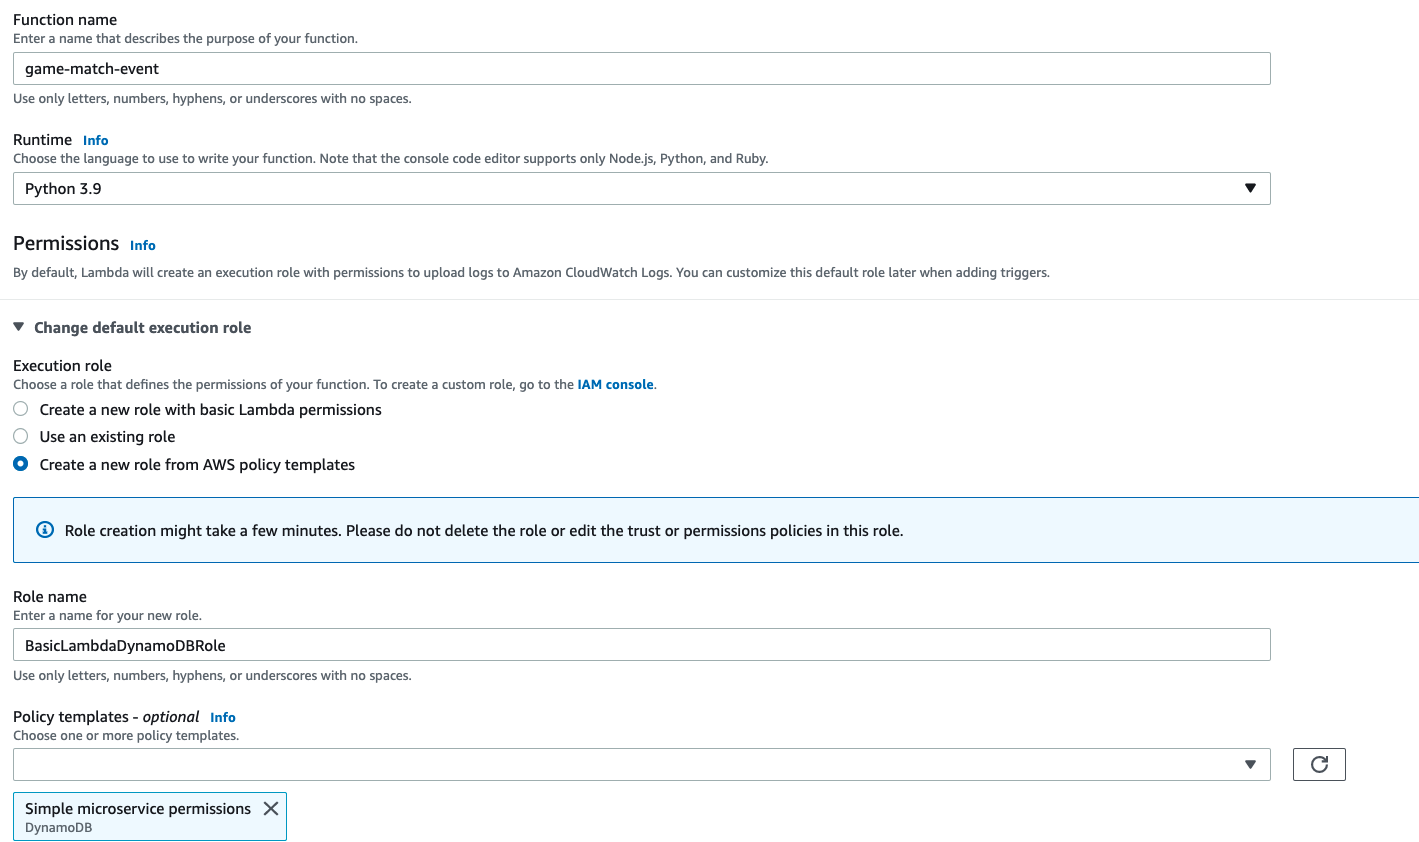 Function name
Enter a name that describes the purpose of your function.
game-match-event
Use only letters, numbers, hyphens, or underscores with no spaces.
Runtime Info
Choose the language to use to write your function. Note that the console code editor supports only Node.js, Python, and Ruby.
Python 3.9
Permissions Info
By default, Lambda will create an execution role with permissions to upload logs to Amazon CloudWatch Logs. You can customize this default role later when adding triggers.
Change default execution role
Execution role
Choose a role that defines the permissions of your function. To create a custom role, go to the IAM console.
Create a new role with basic Lambda permissions
Use an existing role
Create a new role from AWS policy templates
Role creation might take a few minutes. Please do not delete the role or edit the trust or permissions policies in this role.
Role name
Enter a name for your new role.
BasicLambdaDynamoDBRole
Use only letters, numbers, hyphens, or underscores with no spaces.
Policy templates - optional Info
Choose one or more policy templates.
Simple microservice permissions
DynamoDB